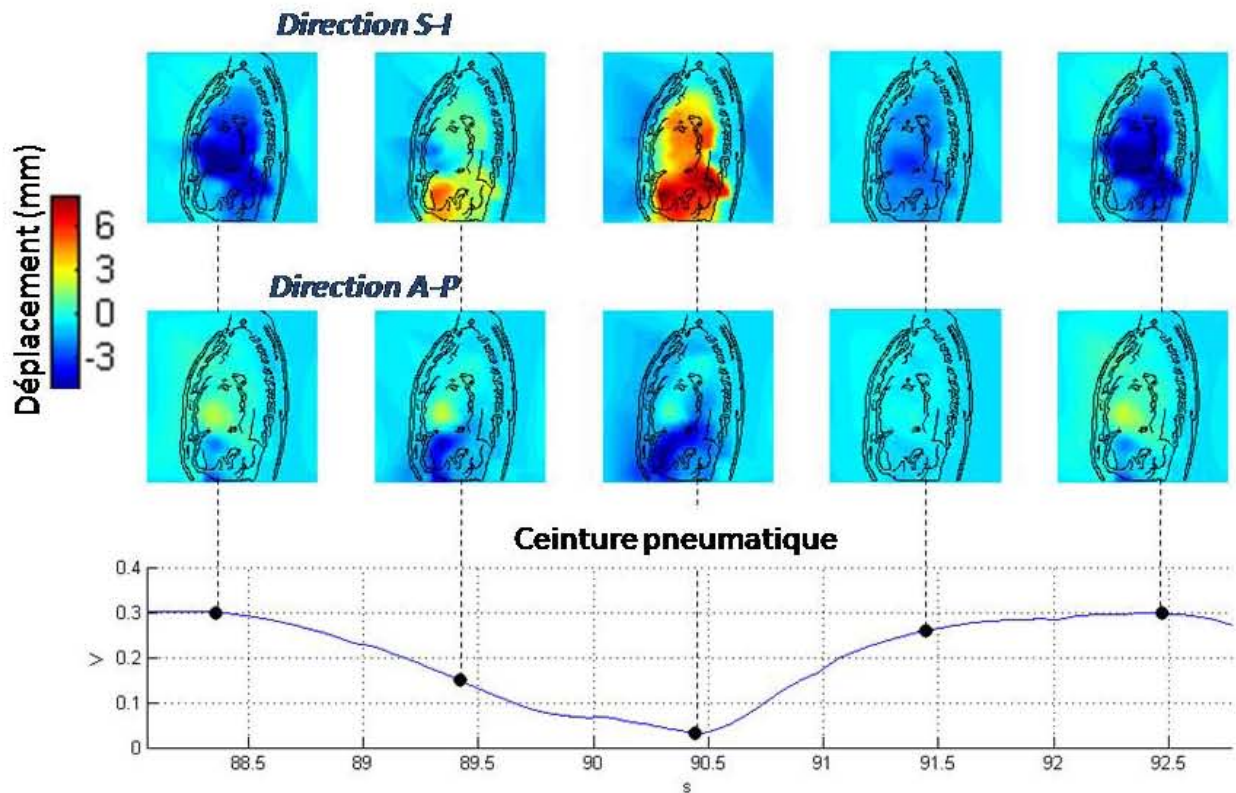 Direction S-I
Déplacement (mm)
6
3
0
-3
Direction A-P
Ceinture pneumatique
0.4
0.3
0.2
0.1
0
V
88.5 89 89.5 90 90.5 91 91.5 92 92.5
s